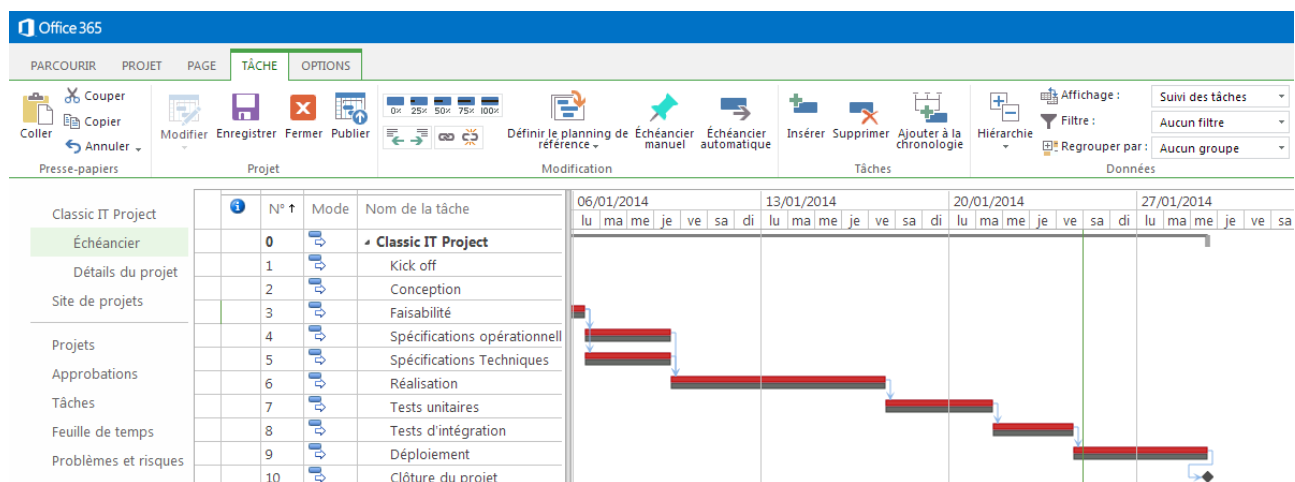 Office 365
PARCOURIR PROJET PAGE TÂCHE OPTIONS
Coller
Couper
Copier
Annuler
Presse-papiers
Modifier Enregistrer Fermer Publier
Projet
0% 25% 50% 75% 100%
Définir le planning de référence
Échéancier manuel
Échéancier automatique
Modification
Insérer Supprimer Ajouter à la chronologie
Tâches
Hiérarchie
Affichage : Suivi des tâches
Filtre : Aucun filtre
Regrouper par : Aucun groupe
Données
Classic IT Project
Échéancier
Détails du projet
Site de projets
Projets
Approbations
Tâches
Feuille de temps
Problèmes et risques
N° Mode Nom de la tâche
0 Classic IT Project
1 Kick off
2 Conception
3 Faisabilité
4 Spécifications opérationnell
5 Spécifications Techniques
6 Réalisation
7 Tests unitaires
8 Tests d'intégration
9 Déploiement
10 Clôture du projet
06/01/2014 13/01/2014 20/01/2014 27/01/2014
lu ma me je ve sa di lu ma me je ve sa di lu ma me je ve sa di lu ma me je ve sa